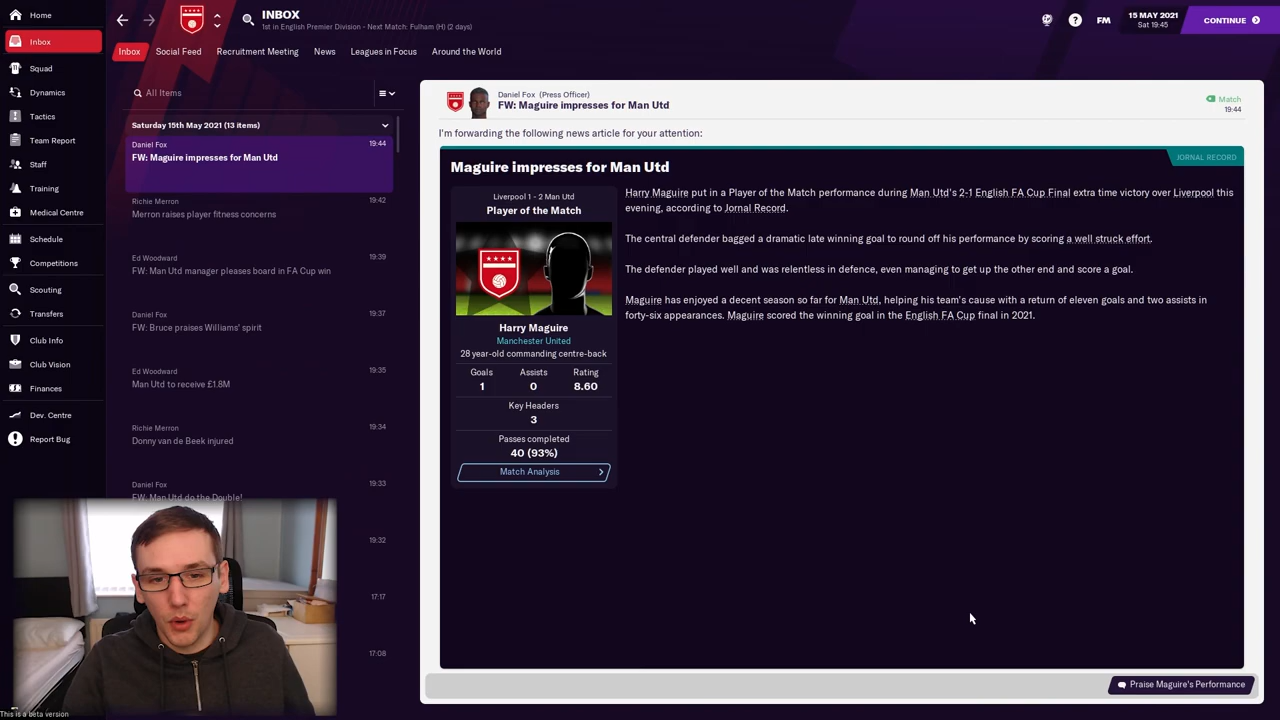 Home
Inbox
Squad
Dynamics
Tactics
Team Report
Staff
Training
Medical Centre
Schedule
Competitions
Scouting
Transfers
Club Info
Club Vision
Finances
Dev. Centre
Report Bug
INBOX
1st in English Premier Division - Next Match: Fulham (H) (2 days)
FM
15 MAY 2021
Sat 19:45
CONTINUE
Inbox
Social Feed
Recruitment Meeting
News
Leagues in Focus
Around the World
All Items
Saturday 15th May 2021 (13 items)
Daniel Fox 19:44
FW: Maguire impresses for Man Utd
Richie Merron 19:42
Merron raises player fitness concerns
Ed Woodward 19:39
FW: Man Utd manager pleases board in FA Cup win
Daniel Fox 19:37
FW: Bruce praises Williams' spirit
Ed Woodward 19:35
Man Utd to receive £1.8M
Richie Merron 19:34
Donny van de Beek injured
Daniel Fox 19:33
FW: Man Utd do the Double!
19:32
17:17
17:08
Daniel Fox (Press Officer)
FW: Maguire impresses for Man Utd
Match
19:44
I'm forwarding the following news article for your attention:
Maguire impresses for Man Utd
JORNAL RECORD
Liverpool 1 - 2 Man Utd
Player of the Match
Harry Maguire
Manchester United
28 year-old commanding centre-back
Goals Assists Rating
1 0 8.60
Key Headers
3
Passes completed
40 (93%)
Match Analysis
Harry Maguire put in a Player of the Match performance during Man Utd's 2-1 English FA Cup Final extra time victory over Liverpool this
evening, according to Jornal Record.
The central defender bagged a dramatic late winning goal to round off his performance by scoring a well struck effort.
The defender played well and was relentless in defence, even managing to get up the other end and score a goal.
Maguire has enjoyed a decent season so far for Man Utd, helping his team's cause with a return of eleven goals and two assists in
forty-six appearances. Maguire scored the winning goal in the English FA Cup final in 2021.
Praise Maguire's Performance
This is a beta version